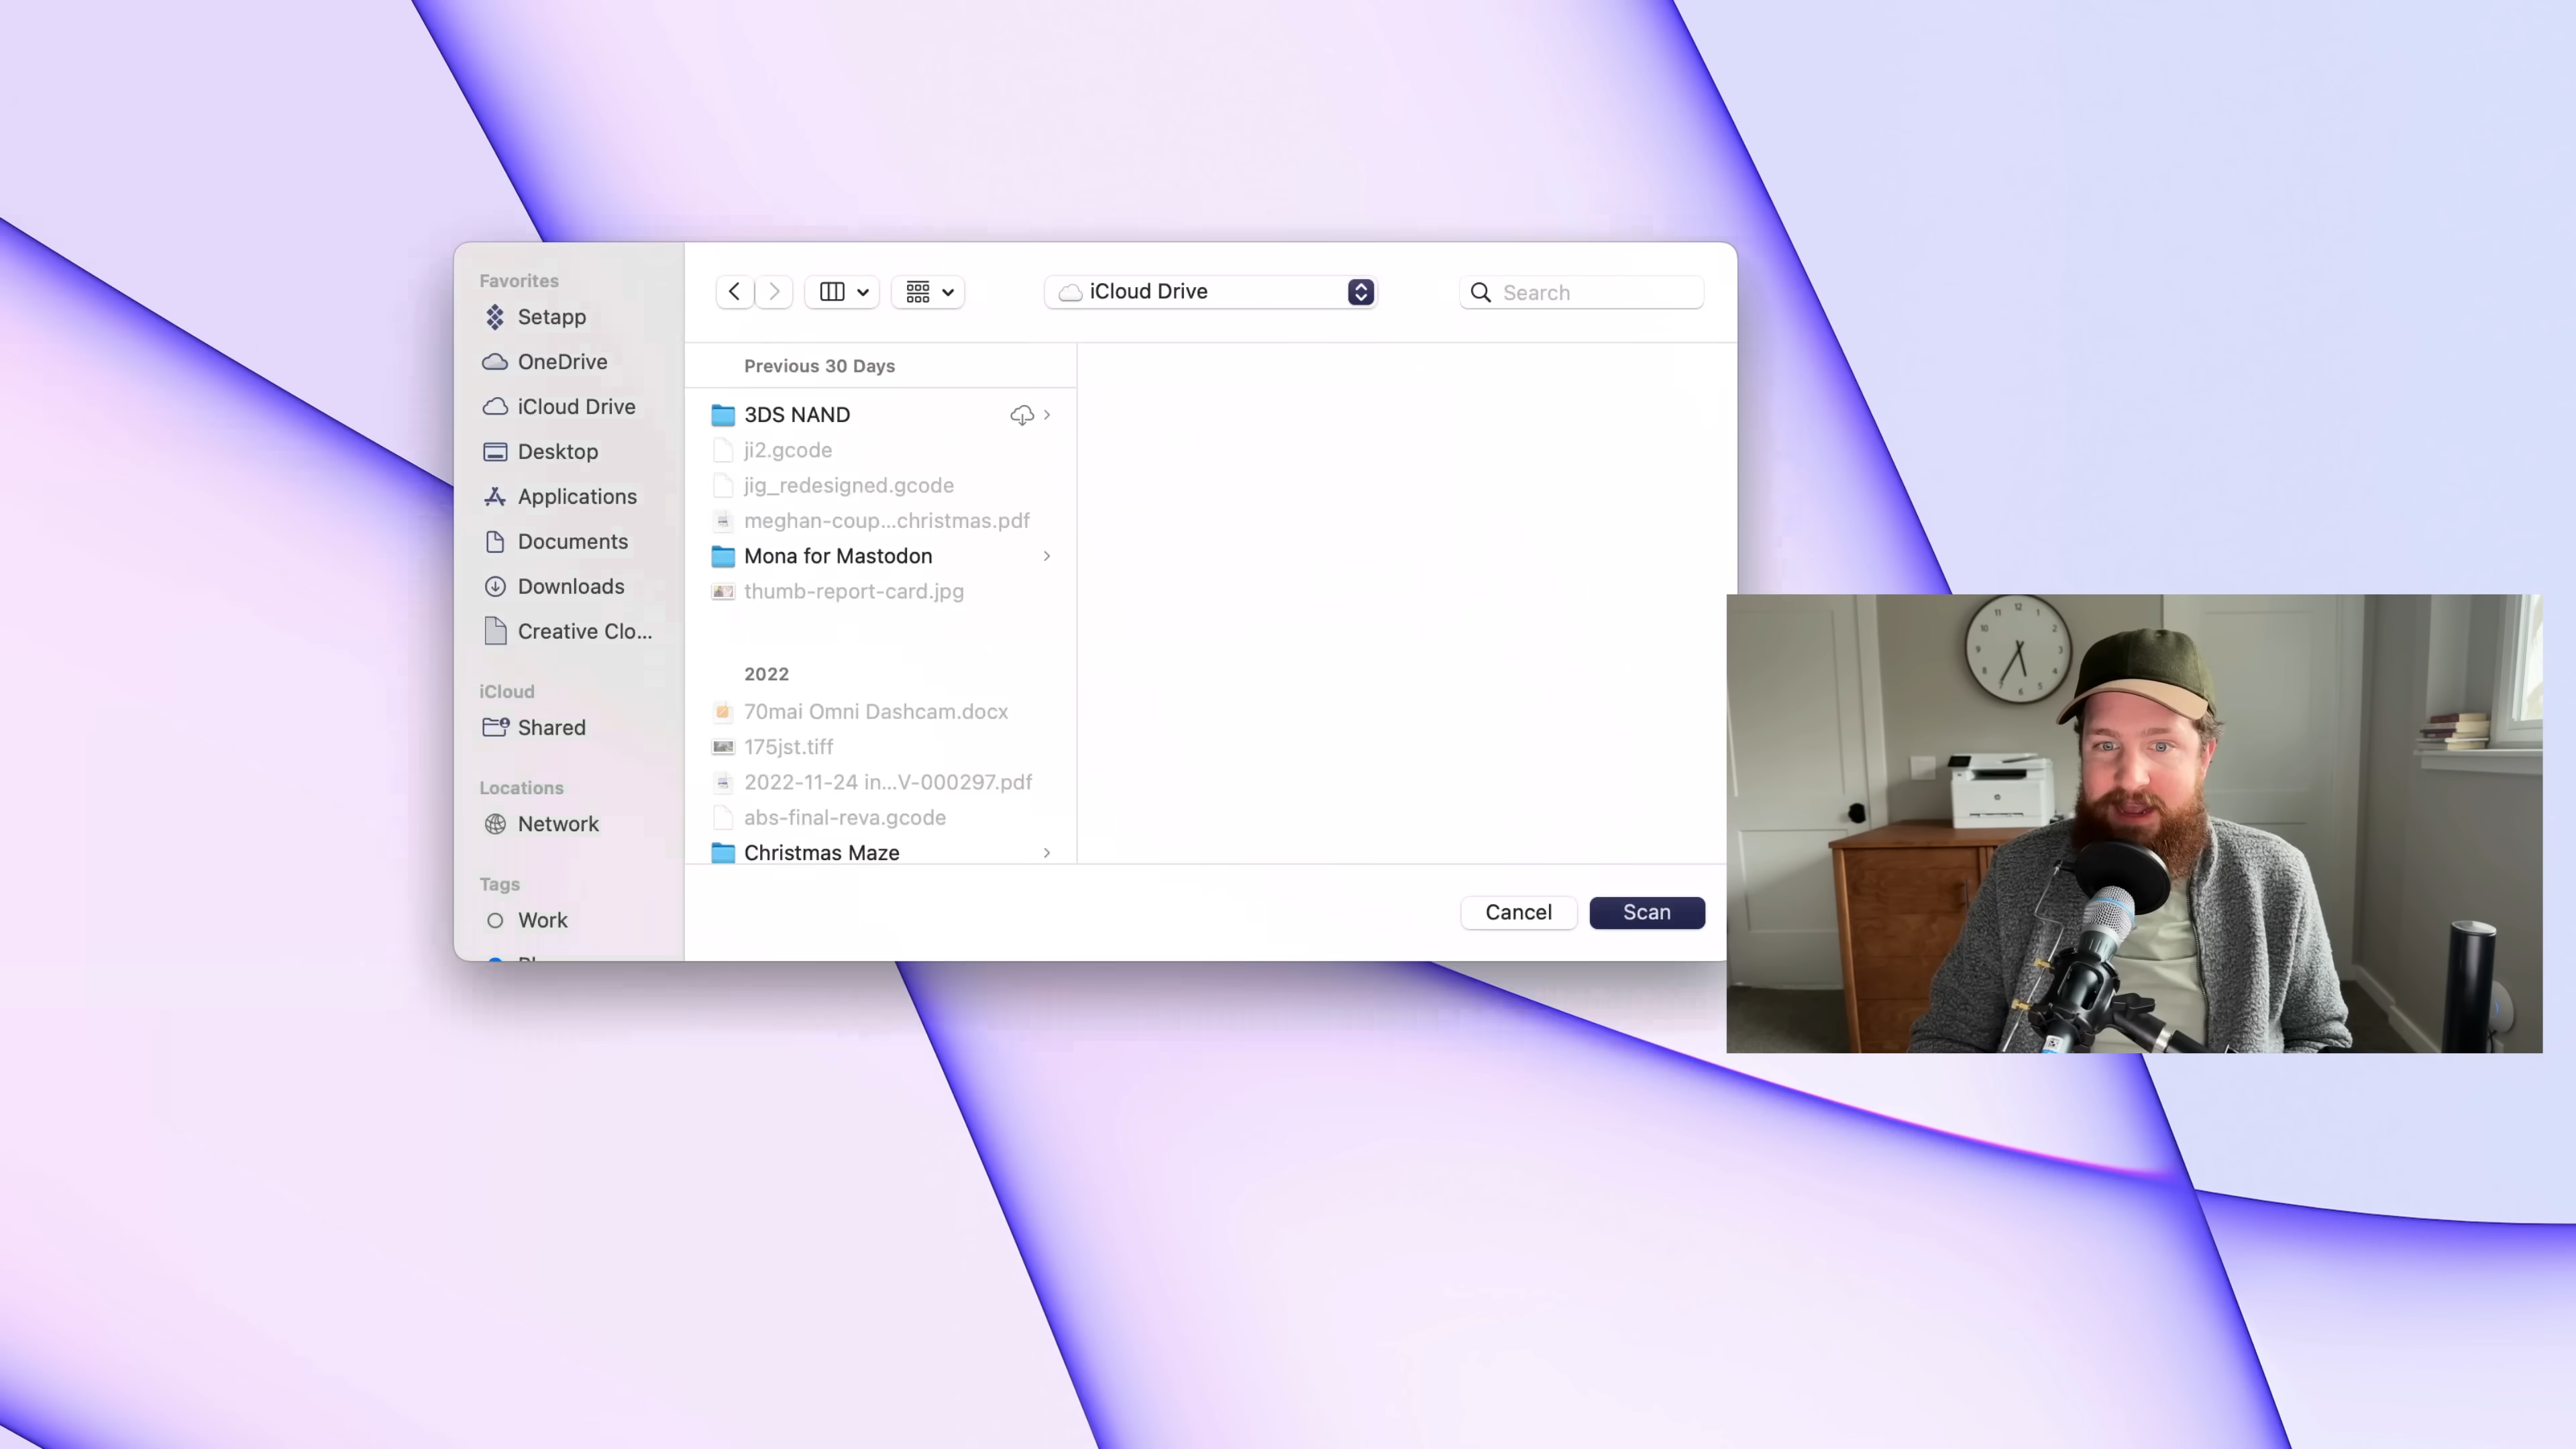 Favorites
Setapp
OneDrive
iCloud Drive
Desktop
Applications
Documents
Downloads
Creative Clo...
iCloud
Shared
Locations
Network
Tags
Work
iCloud Drive
Search
Previous 30 Days
3DS NAND
ji2.gcode
jig_redesigned.gcode
meghan-coup...christmas.pdf
Mona for Mastodon
thumb-report-card.jpg
2022
70mai Omni Dashcam.docx
175jst.tiff
2022-11-24 in...V-000297.pdf
abs-final-reva.gcode
Christmas Maze
Cancel
Scan